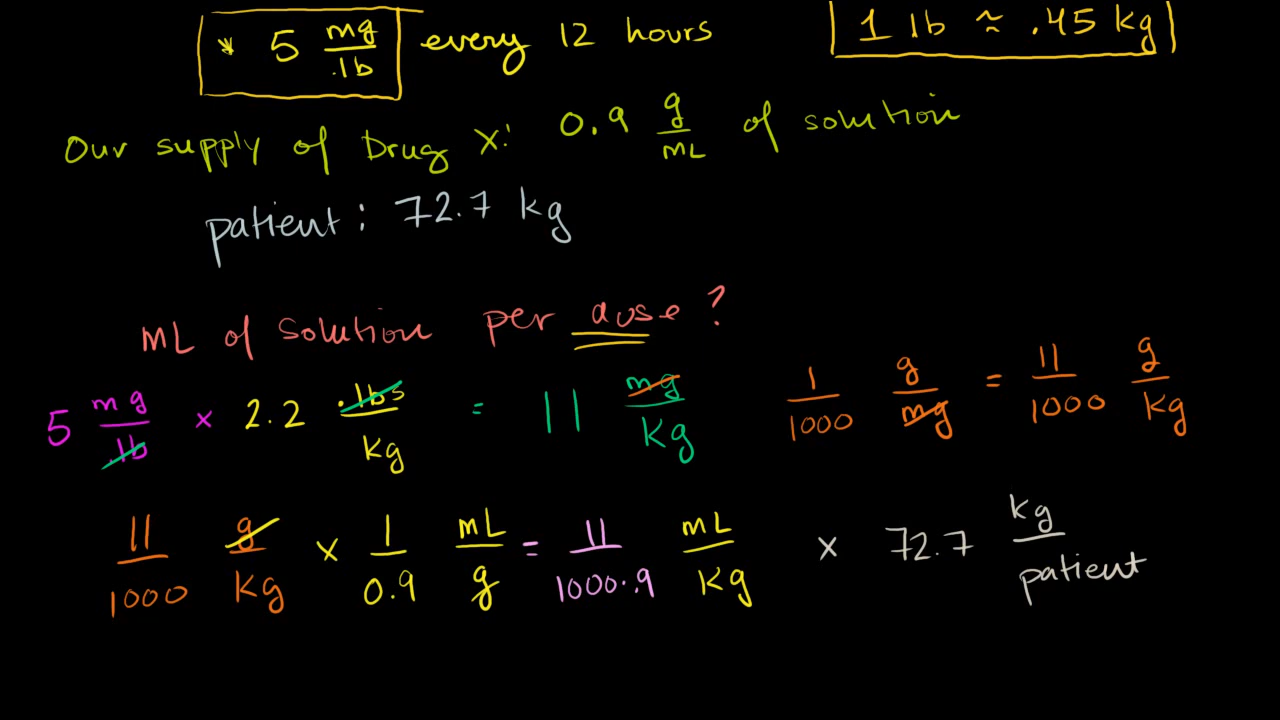 * 5 mg/.lb every 12 hours 1 lb ≈ .45 kg
Our supply of Drug X: 0.9 g/mL of solution
patient: 72.7 kg
mL of solution per dose?
5 mg/.lb × 2.2 .lbs/kg = 11 mg/kg 1/1000 g/mg = 11/1000 g/kg
11/1000 g/kg × 1/0.9 mL/g = 11/1000·.9 mL/kg × 72.7 kg/patient